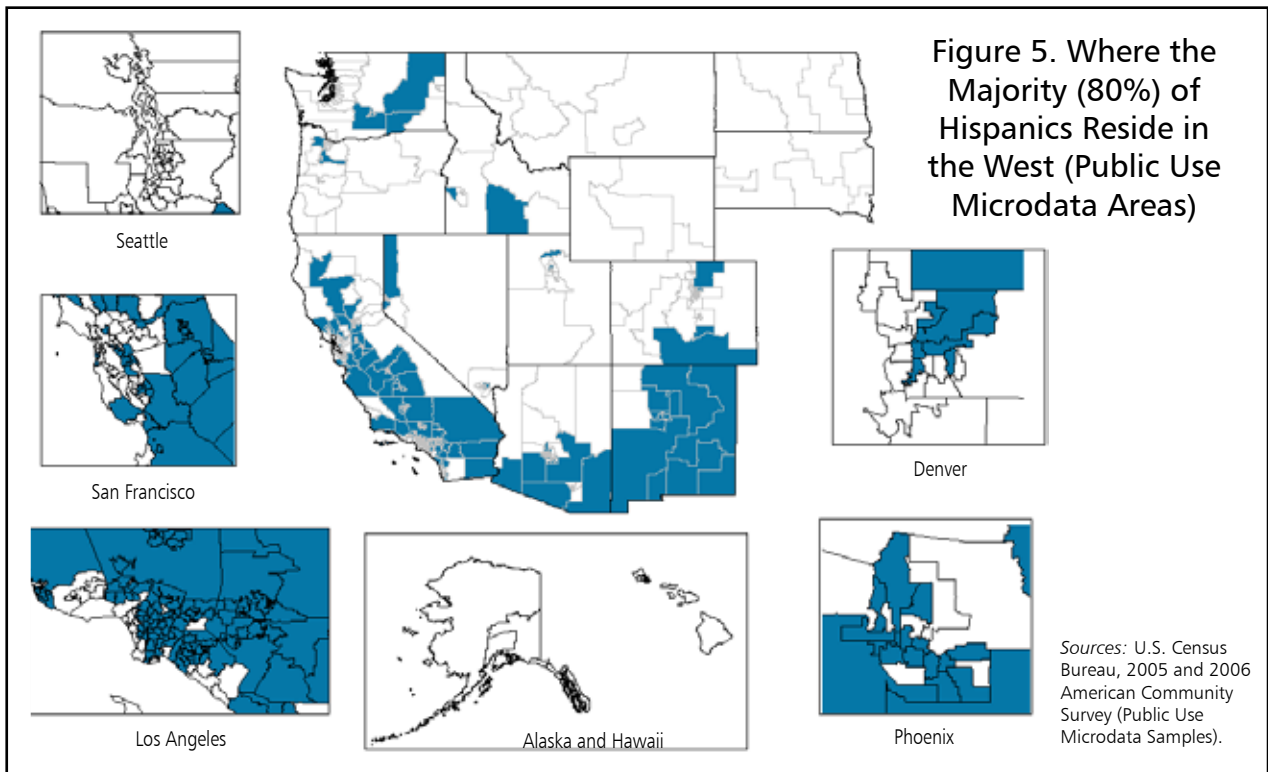 Figure 5. Where the
Majority (80%) of
Hispanics Reside in
the West (Public Use
Microdata Areas)
Seattle
San Francisco
Denver
Los Angeles
Alaska and Hawaii
Phoenix
Sources: U.S. Census
Bureau, 2005 and 2006
American Community
Survey (Public Use
Microdata Samples).